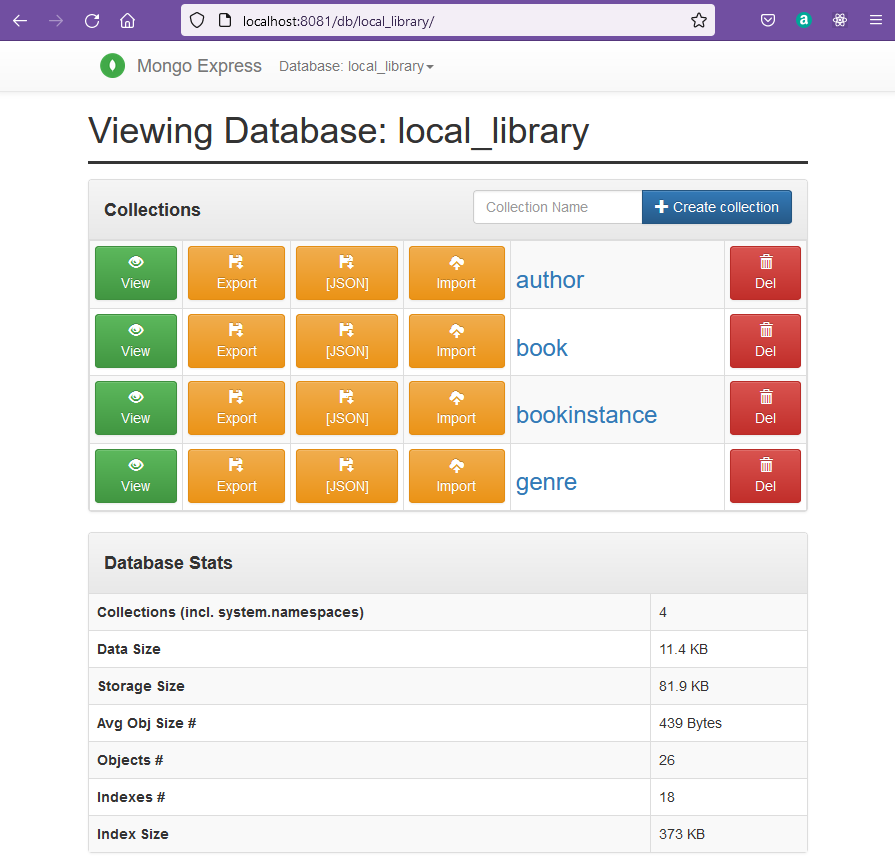 localhost:8081/db/local_library/
a
Mongo Express Database: local_library
Viewing Database: local_library
Collections Collection Name Create collection
View Export [JSON] Import author Del
View Export [JSON] Import book Del
View Export [JSON] Import bookinstance Del
View Export [JSON] Import genre Del
Database Stats
Collections (incl. system.namespaces) 4
Data Size 11.4 KB
Storage Size 81.9 KB
Avg Obj Size # 439 Bytes
Objects # 26
Indexes # 18
Index Size 373 KB